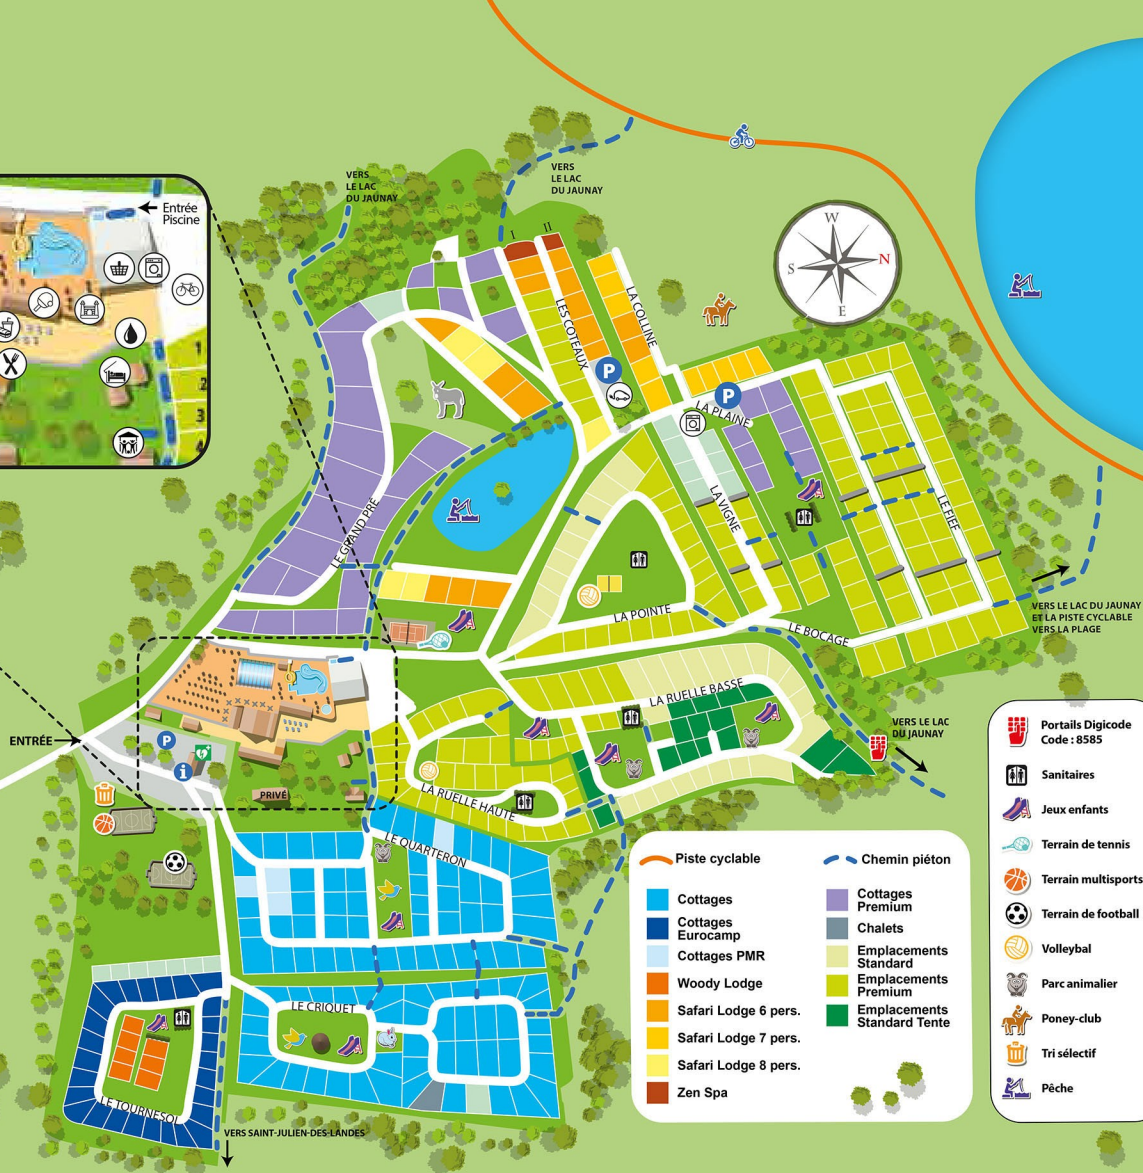 VERS
LE LAC
DU JAUNAY
VERS
LE LAC
DU JAUNAY
Entrée
Piscine
1
2
3
4
W
S
N
E
I
II
LES COTEAUX
LA COLLINE
P
P
LA PLAINE
LA VIGNE
LE FIEF
LE GRAND PRÉ
LA POINTE
LE BOCAGE
VERS LE LAC DU JAUNAY
ET LA PISTE CYCLABLE
VERS LA PLAGE
LA RUELLE BASSE
VERS LE LAC
DU JAUNAY
ENTRÉE
P
i
PRIVÉ
LA RUELLE HAUTE
LE QUARTERON
LE CRIQUET
LE TOURNESOL
VERS SAINT-JULIEN-DES-LANDES
Piste cyclable
Chemin piéton
Cottages
Cottages
Eurocamp
Cottages PMR
Woody Lodge
Safari Lodge 6 pers.
Safari Lodge 7 pers.
Safari Lodge 8 pers.
Zen Spa
Cottages
Premium
Chalets
Emplacements
Standard
Emplacements
Premium
Emplacements
Standard Tente
Portails Digicode
Code : 8585
Sanitaires
Jeux enfants
Terrain de tennis
Terrain multisports
Terrain de football
Volleybal
Parc animalier
Poney-club
Tri sélectif
Pêche